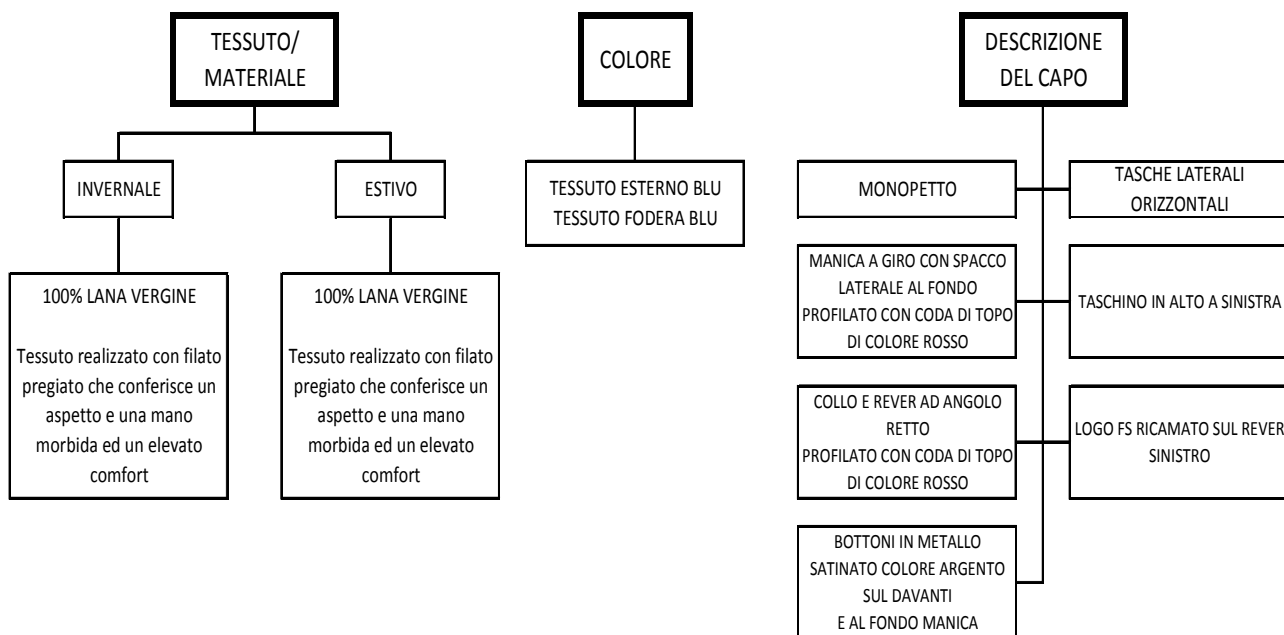 TESSUTO/
MATERIALE
COLORE
DESCRIZIONE
DEL CAPO
INVERNALE
ESTIVO
TESSUTO ESTERNO BLU
TESSUTO FODERA BLU
MONOPETTO
TASCHE LATERALI
ORIZZONTALI
100% LANA VERGINE
Tessuto realizzato con filato
pregiato che conferisce un
aspetto e una mano
morbida ed un elevato
comfort
100% LANA VERGINE
Tessuto realizzato con filato
pregiato che conferisce un
aspetto e una mano
morbida ed un elevato
comfort
MANICA A GIRO CON SPACCO
LATERALE AL FONDO
PROFILATO CON CODA DI TOPO
DI COLORE ROSSO
TASCHINO IN ALTO A SINISTRA
COLLO E REVER AD ANGOLO
RETTO
PROFILATO CON CODA DI TOPO
DI COLORE ROSSO
LOGO FS RICAMATO SUL REVER
SINISTRO
BOTTONI IN METALLO
SATINATO COLORE ARGENTO
SUL DAVANTI
E AL FONDO MANICA